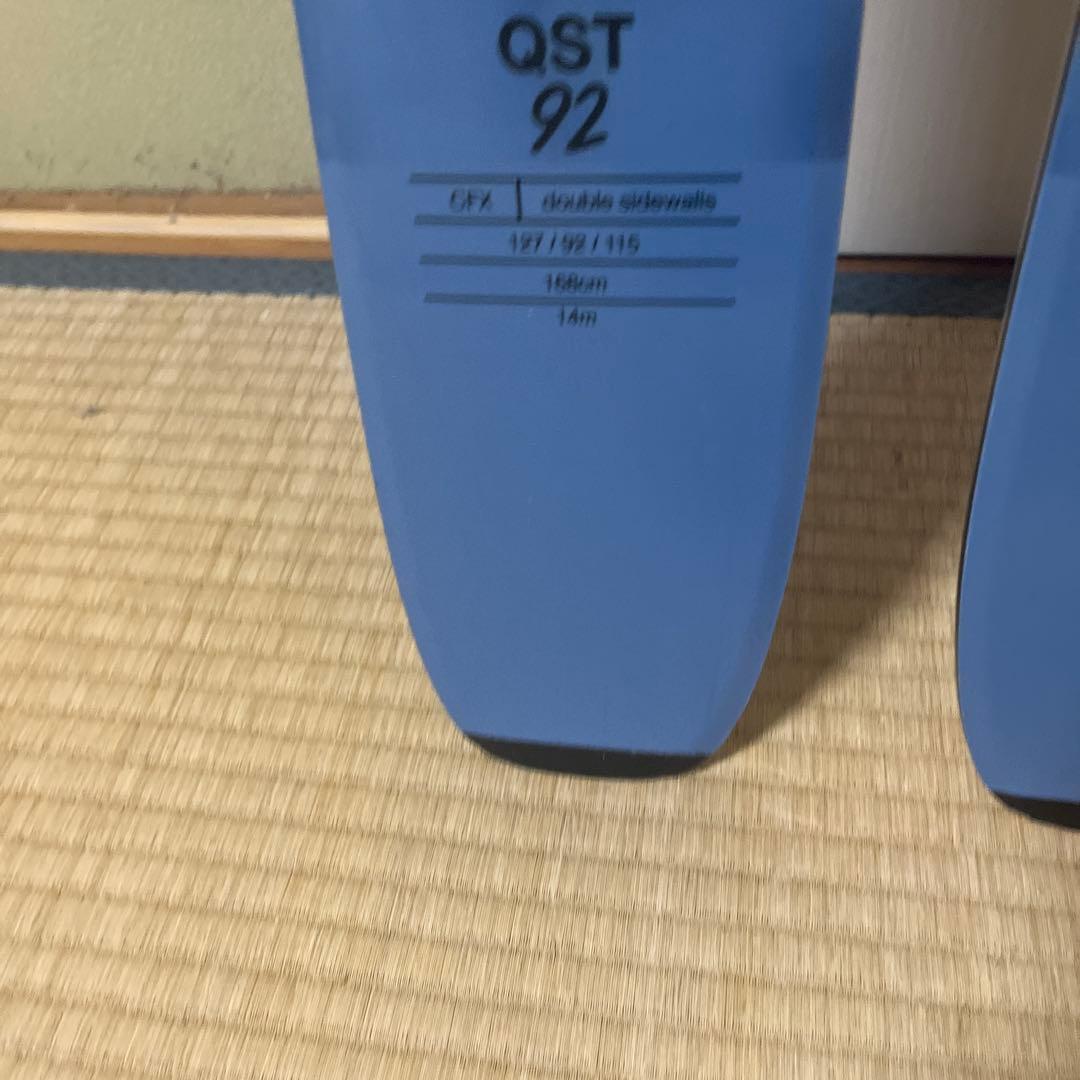 QST
92
CFX | double sidewalls
127 / 92 / 115
168cm
14m